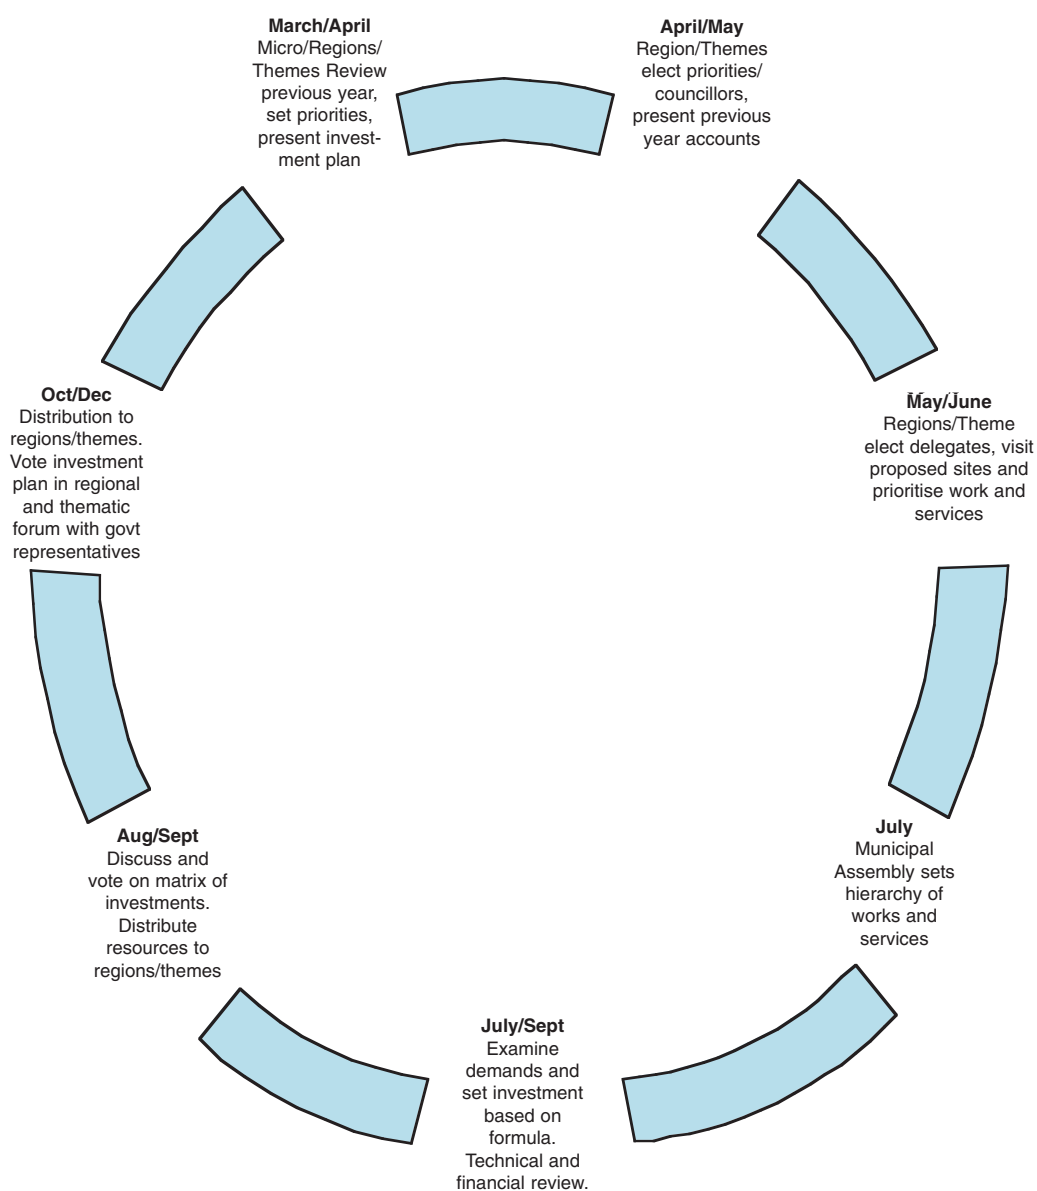 March/April
Micro/Regions/
Themes Review
previous year,
set priorities,
present invest-
ment plan
April/May
Region/Themes
elect priorities/
councillors,
present previous
year accounts
May/June
Regions/Theme
elect delegates, visit
proposed sites and
prioritise work and
services
July
Municipal
Assembly sets
hierarchy of
works and
services
July/Sept
Examine
demands and
set investment
based on
formula.
Technical and
financial review.
Aug/Sept
Discuss and
vote on matrix of
investments.
Distribute
resources to
regions/themes
Oct/Dec
Distribution to
regions/themes.
Vote investment
plan in regional
and thematic
forum with govt
representatives